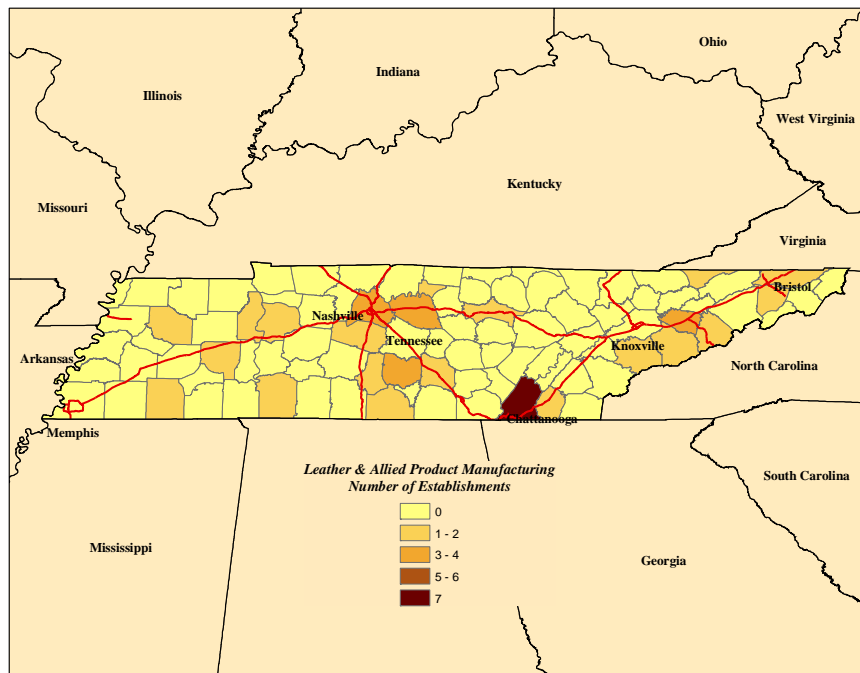 Ohio
Indiana
Illinois
West Virginia
Kentucky
Missouri
Virginia
Bristol
Nashville
Tennessee
Knoxville
Arkansas
North Carolina
Chattanooga
Memphis
Leather & Allied Product Manufacturing
Number of Establishments
South Carolina
0
1 - 2
3 - 4
5 - 6
7
Mississippi
Georgia